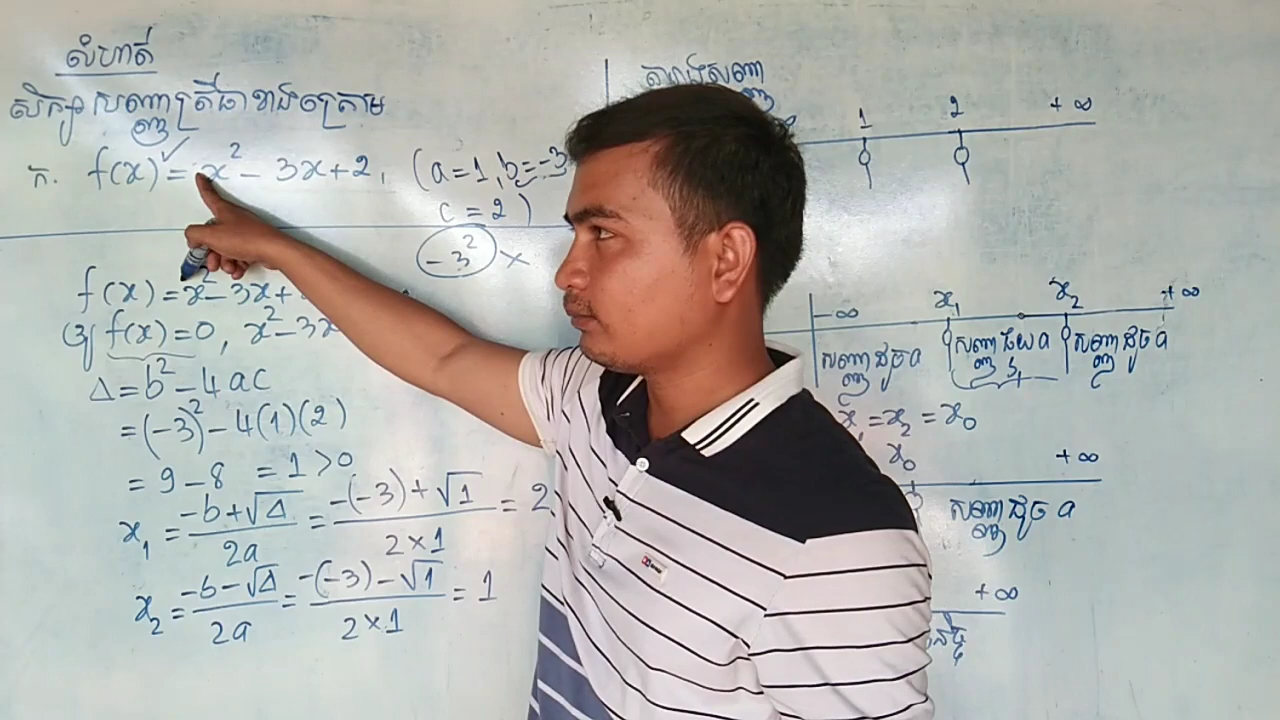 លំហាត់
សិក្សាសញ្ញាត្រីធាខាងក្រោម
ក. f(x) = x² - 3x + 2, (a = 1, b = -3
c = 2)
-3² ×
f(x) = x² - 3x +
f(x) = 0, x² - 3x
Δ = b² - 4ac
= (-3)² - 4(1)(2)
= 9 - 8 = 1 > 0
x₁ = (-b + √Δ)/2a = (-(-3) + √1)/(2×1) = 2
x₂ = (-b - √Δ)/2a = (-(-3) - √1)/(2×1) = 1
តារាងសញ្ញា
1 2 +∞
-∞ x₁ x₂ +∞
សញ្ញាដូច a សញ្ញាផ្ទុយ a សញ្ញាដូច a
x₁ = x₂ = x₀
x₀ +∞
សញ្ញាដូច a
+∞